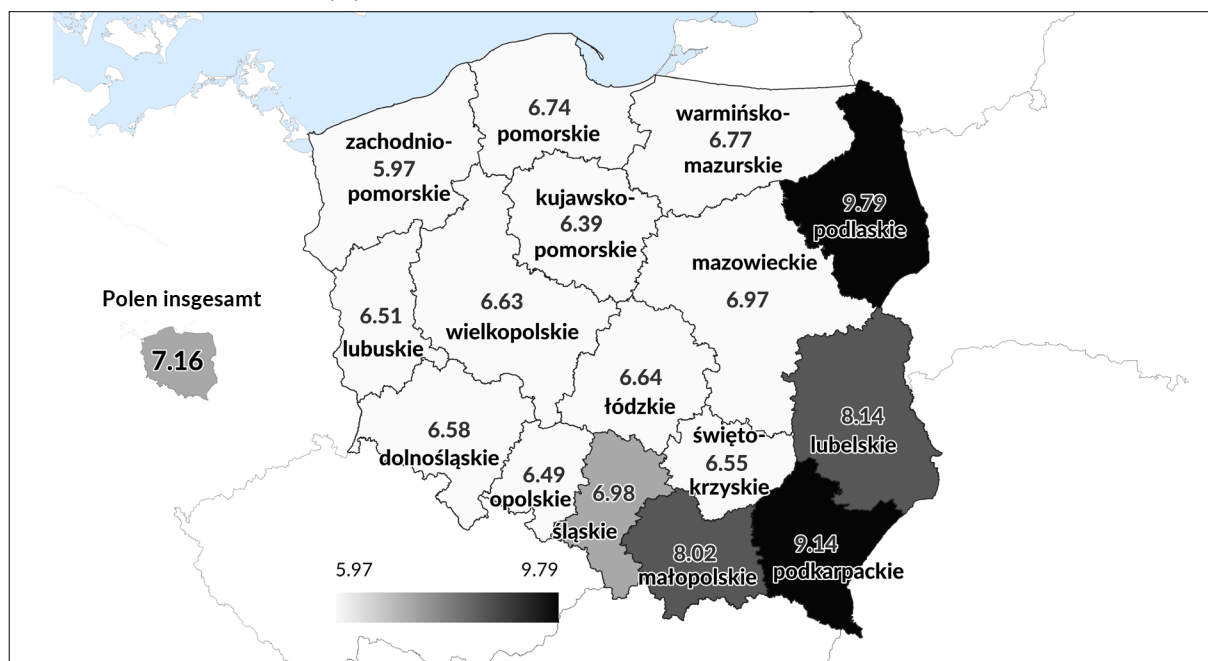 6.74
pomorskie
warmińsko-
6.77
mazurskie
zachodnio-
5.97
pomorskie
kujawsko-
6.39
pomorskie
9.79
podlaskie
mazowieckie
6.97
Polen insgesamt
7.16
6.51
lubuskie
6.63
wielkopolskie
6.64
łódzkie
8.14
lubelskie
6.58
dolnośląskie
święto-
6.55
krzyskie
6.49
opolskie
6.98
śląskie
8.02
małopolskie
9.14
podkarpackie
5.97 9.79